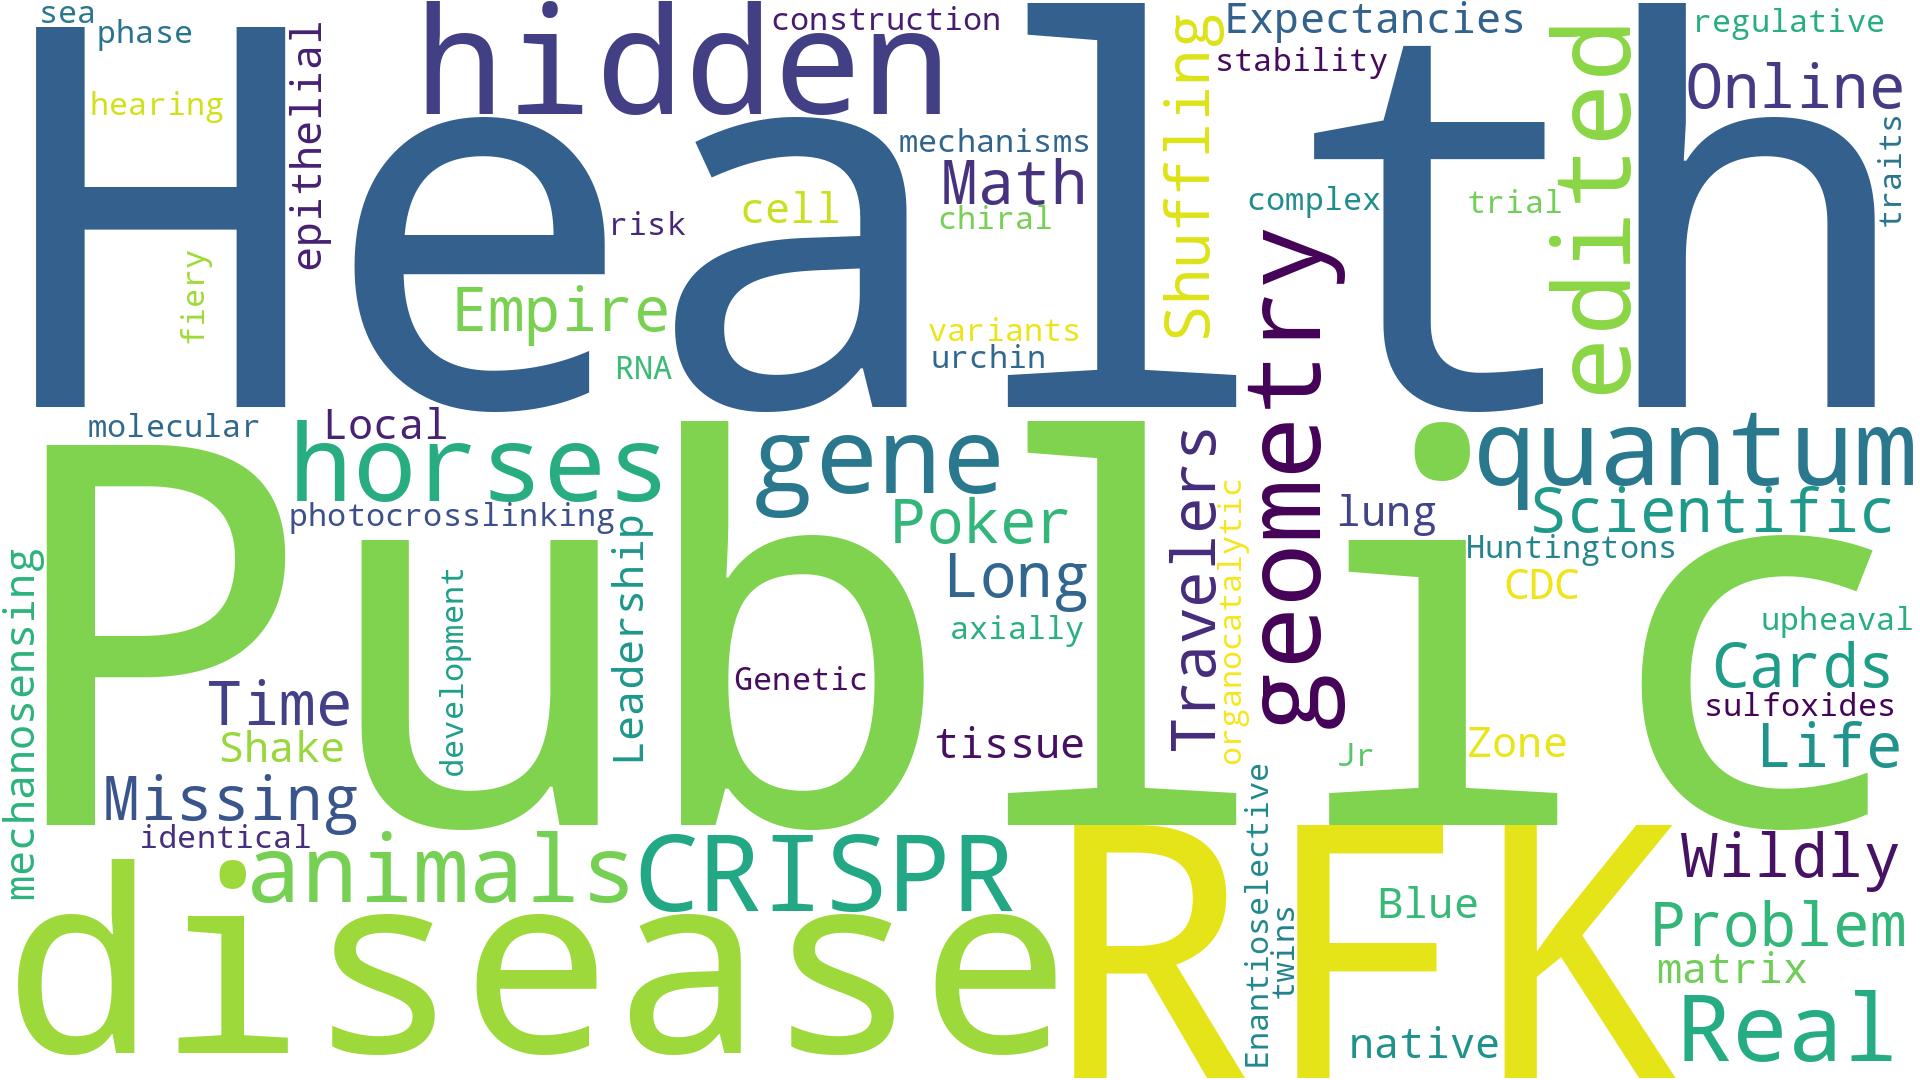 sea
phase
hearing
epithelial
fiery
hidden
construction
Health
mechanisms
Math
chiral
cell
risk
Empire
RNA
variants
urchin
Shuffling
Expectancies
stability
complex
trial
edited
regulative
Online
traits
geometry
molecular
Local
horses
photocrosslinking
gene
Poker
Long
axially
Travelers
organocatalytic
lung
quantum
Scientific
Huntingtons
CDC
upheaval
Public
mechanosensing
development
Leadership
Genetic
tissue
Time
Shake
Missing
identical
Jr
Zone
Cards
sulfoxides
Life
animals
CRISPR
disease
RFK
Enantioselective
twins
Blue
native
Wildly
Problem
matrix
Real